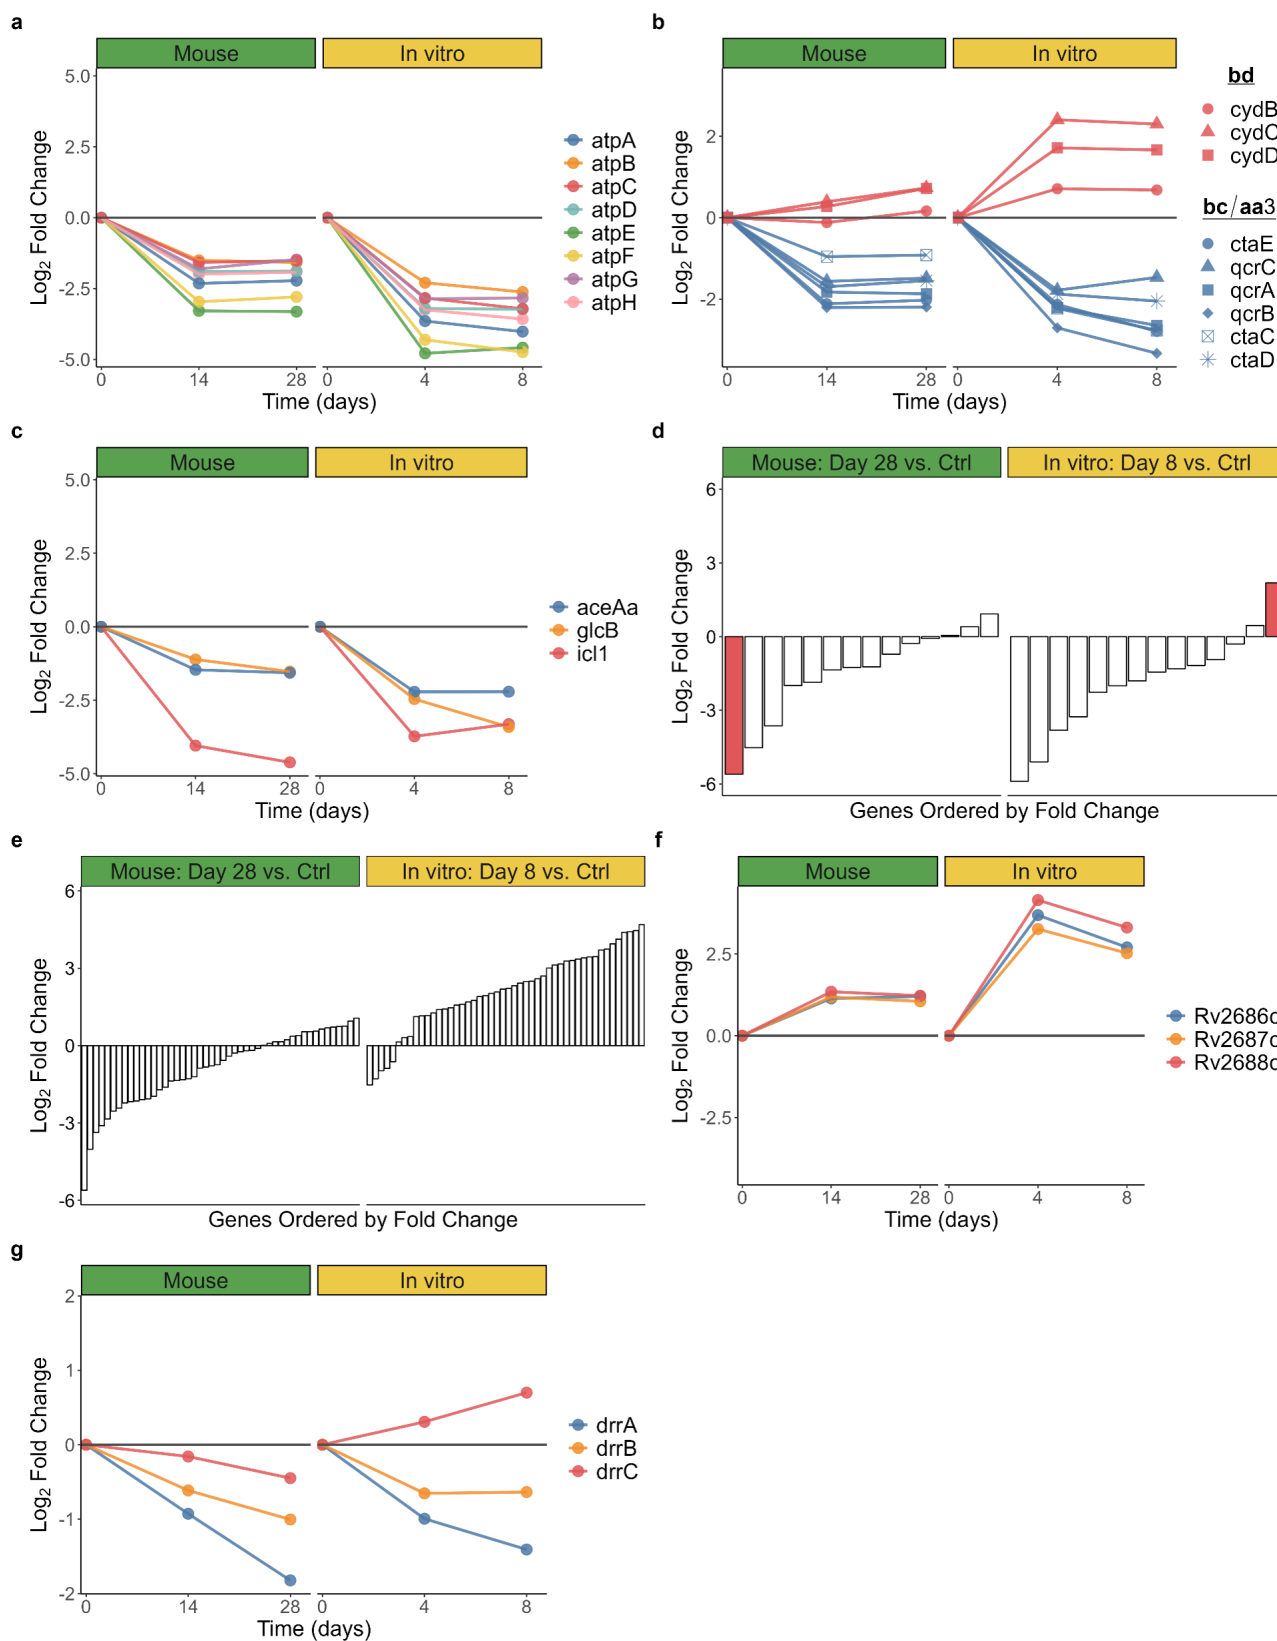 a
Mouse
In vitro
5.0
2.5
0.0
-2.5
-5.0
Log2 Fold Change
0 14 28 0 4 8
Time (days)
atpA
atpB
atpC
atpD
atpE
atpF
atpG
atpH
b
Mouse
In vitro
2
0
-2
Log2 Fold Change
0 14 28 0 4 8
Time (days)
bd
cydB
cydC
cydD
bc/aa3
ctaE
qcrC
qcrA
qcrB
ctaC
ctaD
c
Mouse
In vitro
5.0
2.5
0.0
-2.5
-5.0
Log2 Fold Change
0 14 28 0 4 8
Time (days)
aceAa
glcB
icl1
d
Mouse: Day 28 vs. Ctrl
In vitro: Day 8 vs. Ctrl
6
3
0
-3
-6
Log2 Fold Change
Genes Ordered by Fold Change
e
Mouse: Day 28 vs. Ctrl
In vitro: Day 8 vs. Ctrl
6
3
0
-3
-6
Log2 Fold Change
Genes Ordered by Fold Change
f
Mouse
In vitro
2.5
0.0
-2.5
Log2 Fold Change
0 14 28 0 4 8
Time (days)
Rv2686c
Rv2687c
Rv2688c
g
Mouse
In vitro
2
1
0
-1
-2
Log2 Fold Change
0 14 28 0 4 8
Time (days)
drrA
drrB
drrC